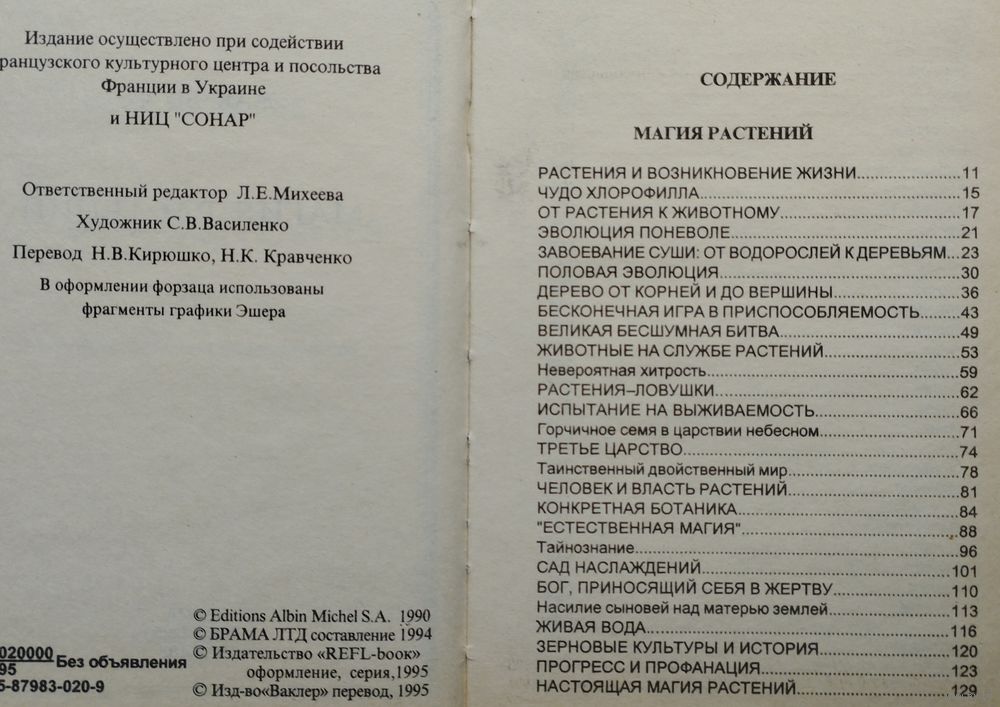 Издание осуществлено при содействии
ранцузского культурного центра и посольства
Франции в Украине
и НИЦ "СОНАР"
Ответственный редактор Л.Е.Михеева
Художник С.В.Василенко
Перевод Н.В.Кирюшко, Н.К. Кравченко
В оформлении форзаца использованы
фрагменты графики Эшера
© Editions Albin Michel S.A. 1990
© БРАМА ЛТД составление 1994
© Издательство «REFL-book»
оформление, серия,1995
© Изд-во«Ваклер» перевод, 1995
020000
95
Без объявления
5-87983-020-9
СОДЕРЖАНИЕ
МАГИЯ РАСТЕНИЙ
РАСТЕНИЯ И ВОЗНИКНОВЕНИЕ ЖИЗНИ...11
ЧУДО ХЛОРОФИЛЛА...15
ОТ РАСТЕНИЯ К ЖИВОТНОМУ...17
ЭВОЛЮЦИЯ ПОНЕВОЛЕ...21
ЗАВОЕВАНИЕ СУШИ: ОТ ВОДОРОСЛЕЙ К ДЕРЕВЬЯМ...23
ПОЛОВАЯ ЭВОЛЮЦИЯ...30
ДЕРЕВО ОТ КОРНЕЙ И ДО ВЕРШИНЫ...36
БЕСКОНЕЧНАЯ ИГРА В ПРИСПОСОБЛЯЕМОСТЬ...43
ВЕЛИКАЯ БЕСШУМНАЯ БИТВА...49
ЖИВОТНЫЕ НА СЛУЖБЕ РАСТЕНИЙ...53
Невероятная хитрость...59
РАСТЕНИЯ–ЛОВУШКИ...62
ИСПЫТАНИЕ НА ВЫЖИВАЕМОСТЬ...66
Горчичное семя в царствии небесном...71
ТРЕТЬЕ ЦАРСТВО...74
Таинственный двойственный мир...78
ЧЕЛОВЕК И ВЛАСТЬ РАСТЕНИЙ...81
КОНКРЕТНАЯ БОТАНИКА...84
"ЕСТЕСТВЕННАЯ МАГИЯ"...88
Тайнознание...96
САД НАСЛАЖДЕНИЙ...101
БОГ, ПРИНОСЯЩИЙ СЕБЯ В ЖЕРТВУ...110
Насилие сыновей над матерью землей...113
ЖИВАЯ ВОДА...116
ЗЕРНОВЫЕ КУЛЬТУРЫ И ИСТОРИЯ...120
ПРОГРЕСС И ПРОФАНАЦИЯ...123
НАСТОЯЩАЯ МАГИЯ РАСТЕНИЙ...129